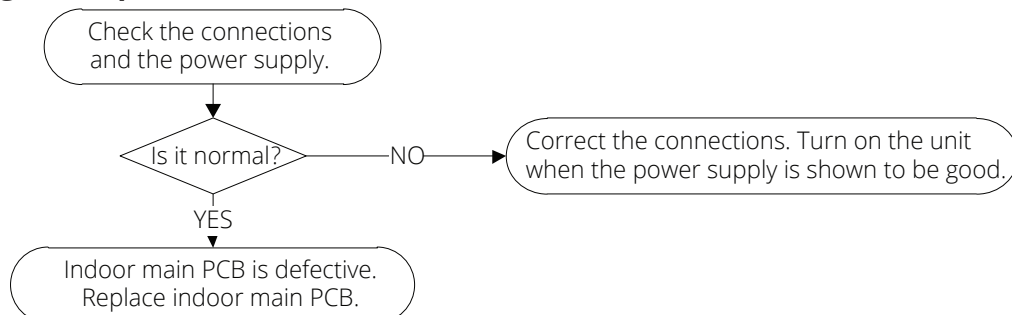 Check the connections
and the power supply.
Is it normal?
NO
Correct the connections. Turn on the unit
when the power supply is shown to be good.
YES
Indoor main PCB is defective.
Replace indoor main PCB.